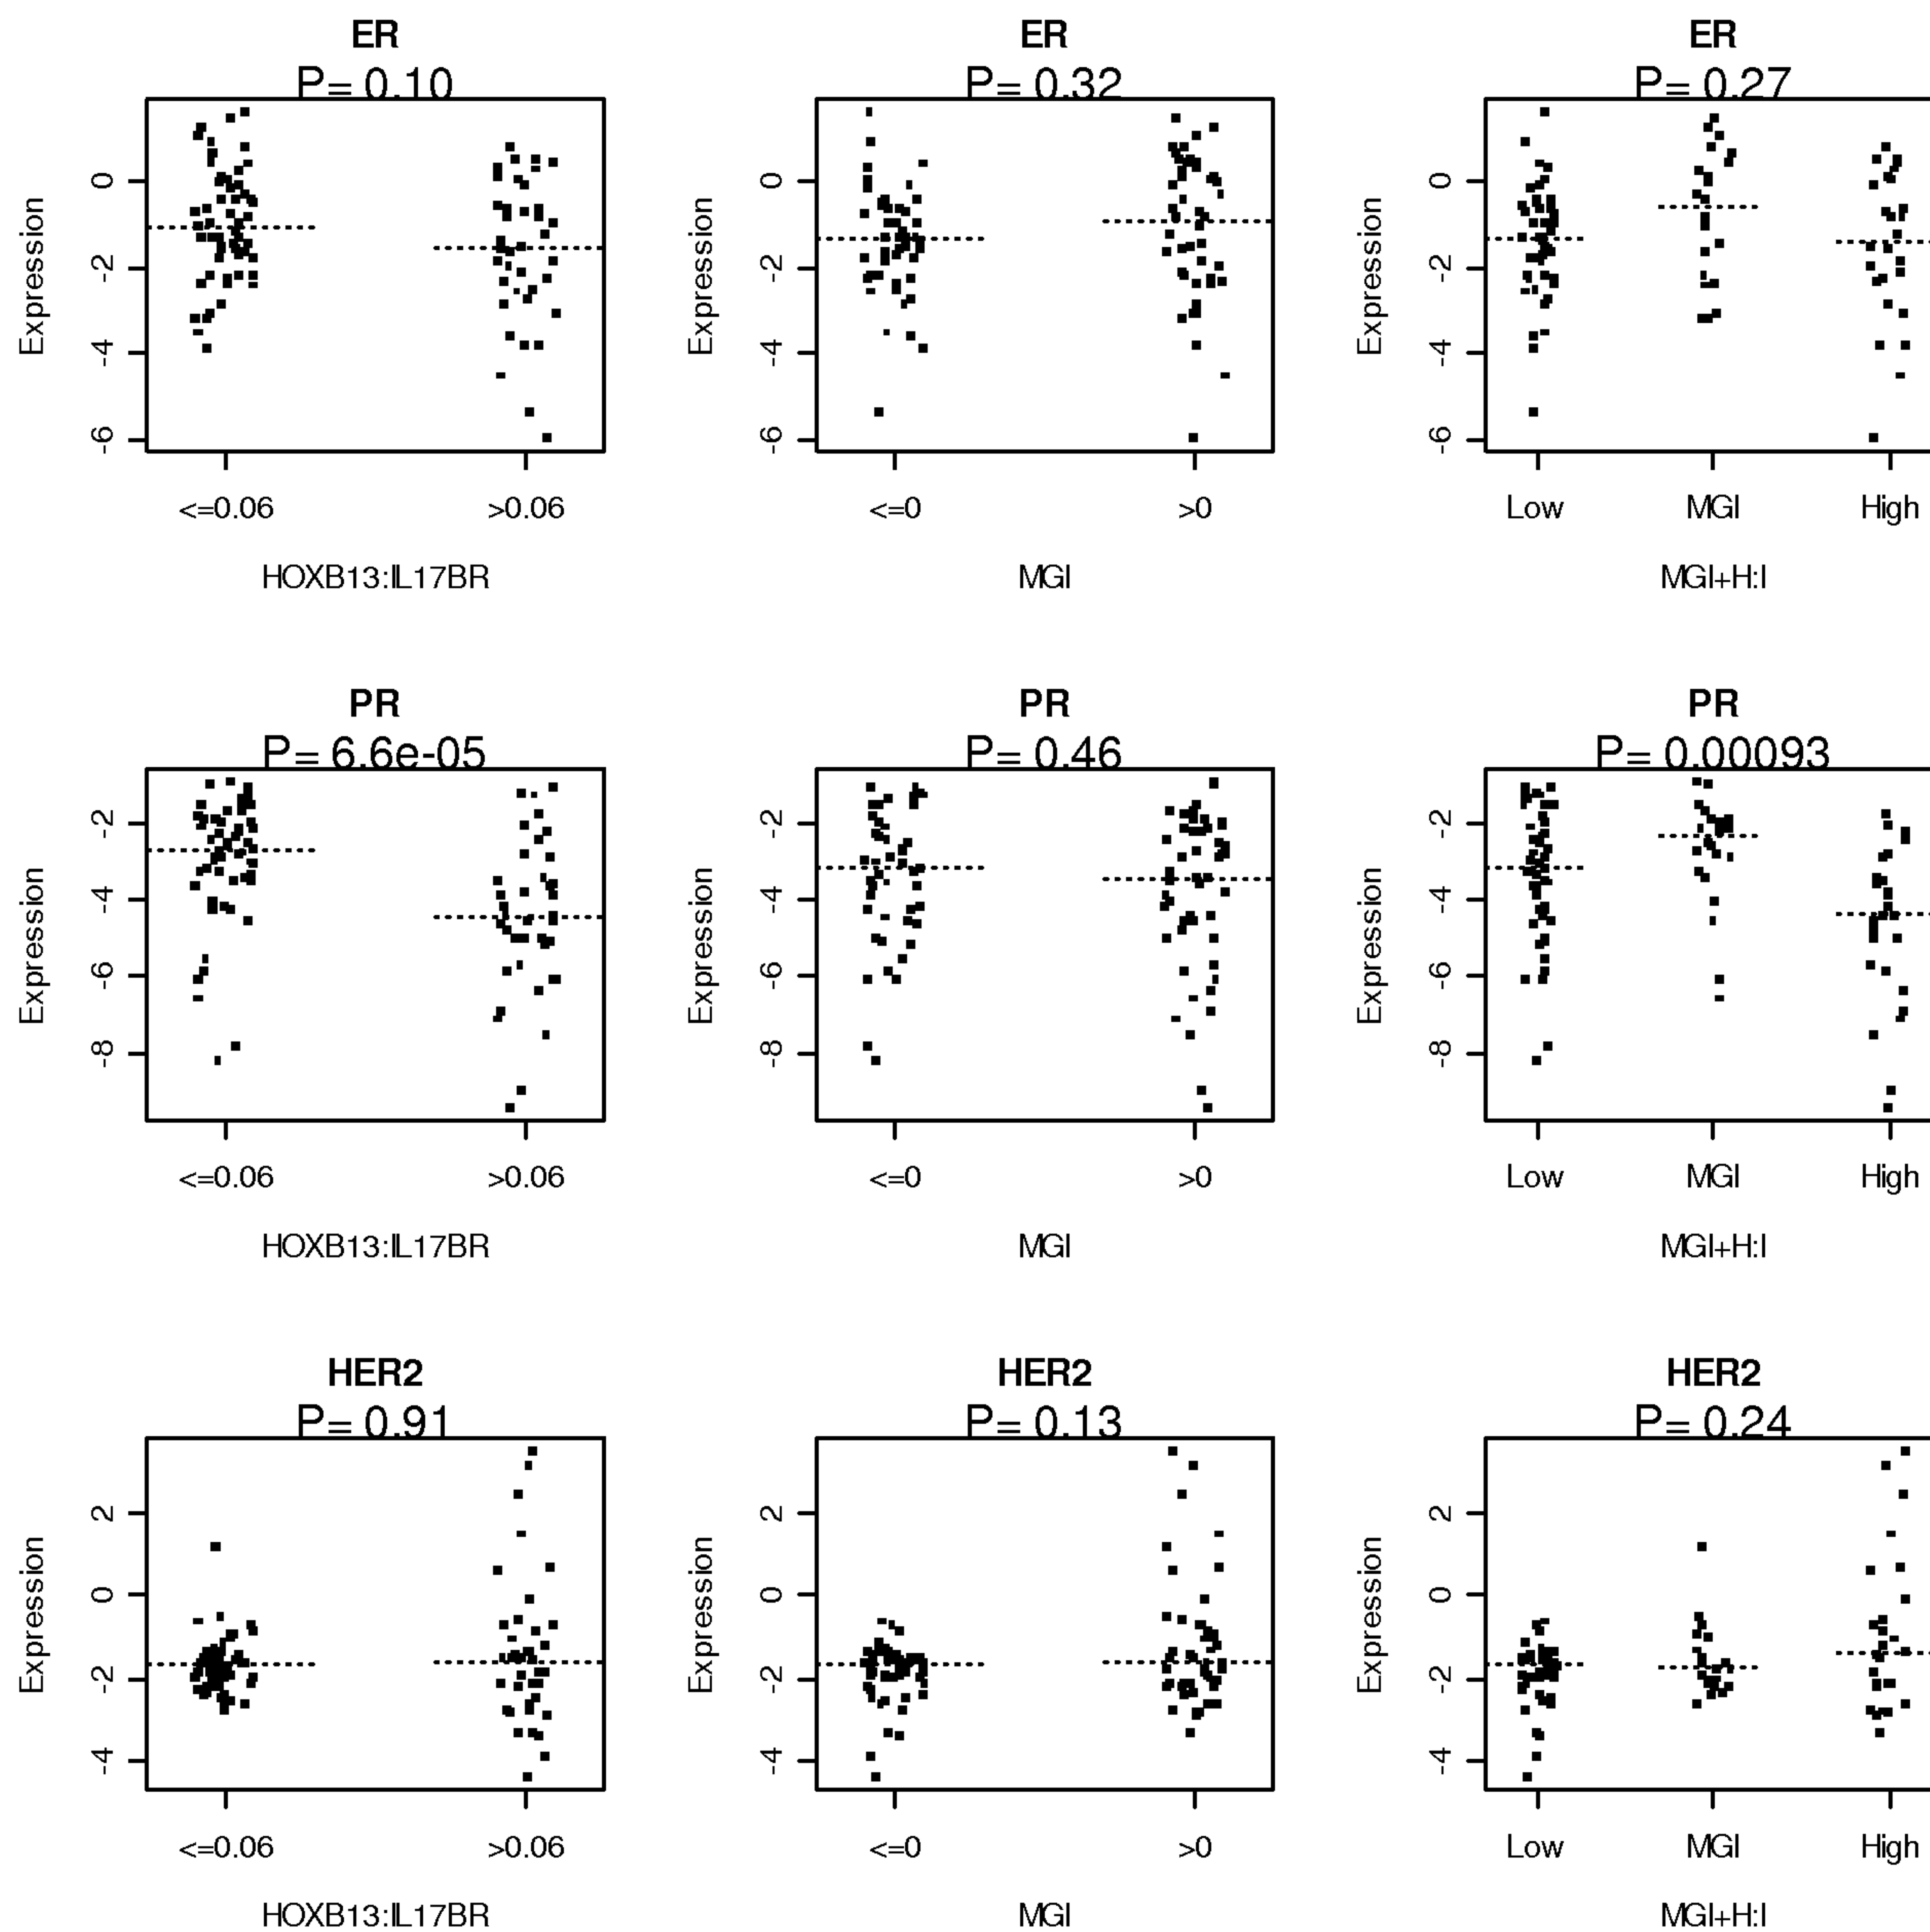 ER
P= 0.10
Expression
0
-2
-4
-6
<=0.06
>0.06
HOXB13:IL17BR
ER
P= 0.32
Expression
0
-2
-4
-6
<=0
>0
MGI
ER
P= 0.27
Expression
0
-2
-4
-6
Low
MGI
High
MGI+H:I
PR
P= 6.6e-05
Expression
-2
-4
-6
-8
<=0.06
>0.06
HOXB13:IL17BR
PR
P= 0.46
Expression
-2
-4
-6
-8
<=0
>0
MGI
PR
P= 0.00093
Expression
-2
-4
-6
-8
Low
MGI
High
MGI+H:I
HER2
P= 0.91
Expression
2
0
-2
-4
<=0.06
>0.06
HOXB13:IL17BR
HER2
P= 0.13
Expression
2
0
-2
-4
<=0
>0
MGI
HER2
P= 0.24
Expression
2
0
-2
-4
Low
MGI
High
MGI+H:I